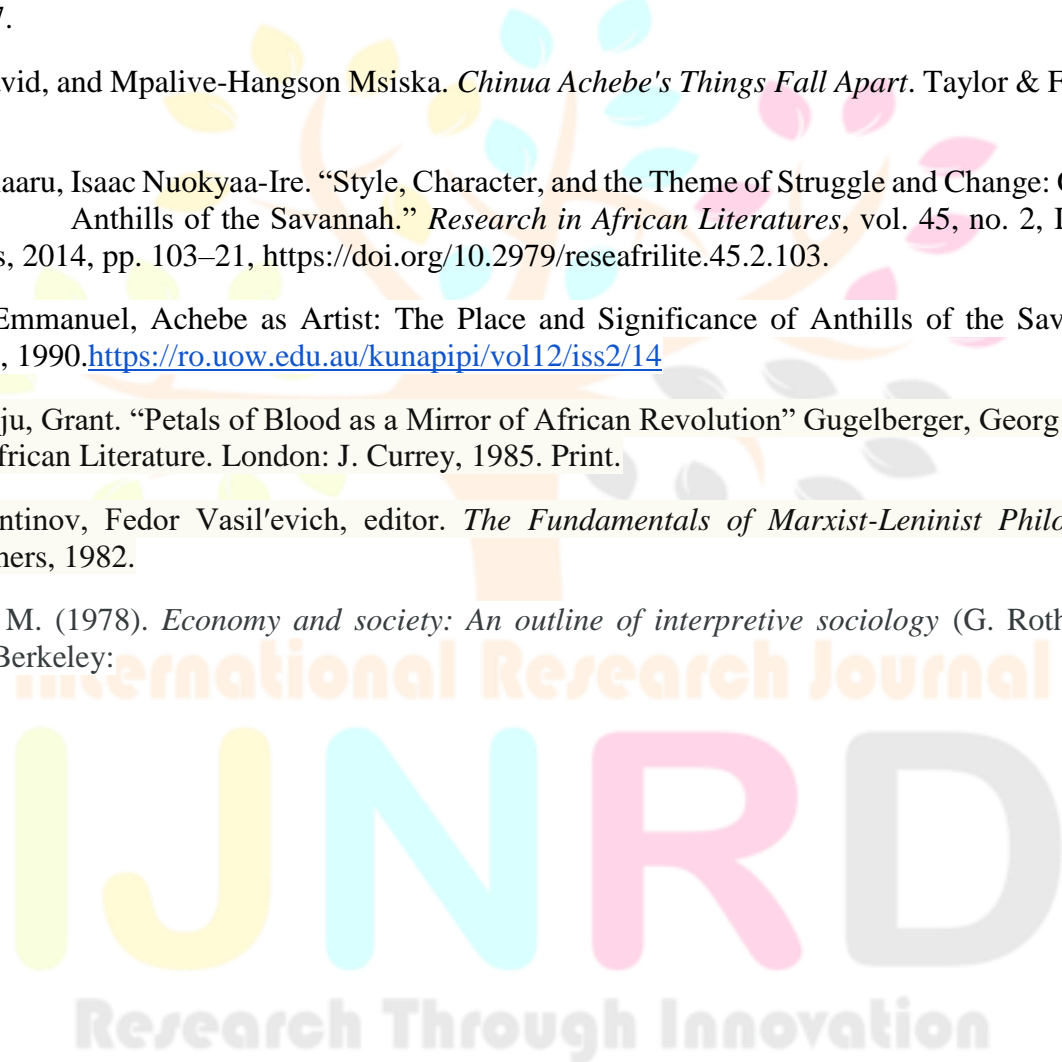 7.
vid, and Mpalive-Hangson Msiska. Chinua Achebe's Things Fall Apart. Taylor & F
aaru, Isaac Nuokyaa-Ire. “Style, Character, and the Theme of Struggle and Change:
Anthills of the Savannah.” Research in African Literatures, vol. 45, no. 2,
s, 2014, pp. 103–21, https://doi.org/10.2979/reseafrilite.45.2.103.
Emmanuel, Achebe as Artist: The Place and Significance of Anthills of the Sav
, 1990.https://ro.uow.edu.au/kunapipi/vol12/iss2/14
ju, Grant. “Petals of Blood as a Mirror of African Revolution” Gugelberger, Georg
frican Literature. London: J. Currey, 1985. Print.
ntinov, Fedor Vasil′evich, editor. The Fundamentals of Marxist-Leninist Philo
hers, 1982.
M. (1978). Economy and society: An outline of interpretive sociology (G. Roth
Berkeley:
International Research Journal
IJNRD
Research Through Innovation